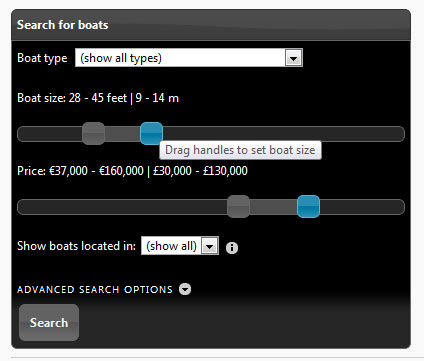 Search for boats
Boat type (show all types)
Boat size: 28 - 45 feet | 9 - 14 m
Drag handles to set boat size
Price: €37,000 - €160,000 | £30,000 - £130,000
Show boats located in: (show all)
ADVANCED SEARCH OPTIONS
Search